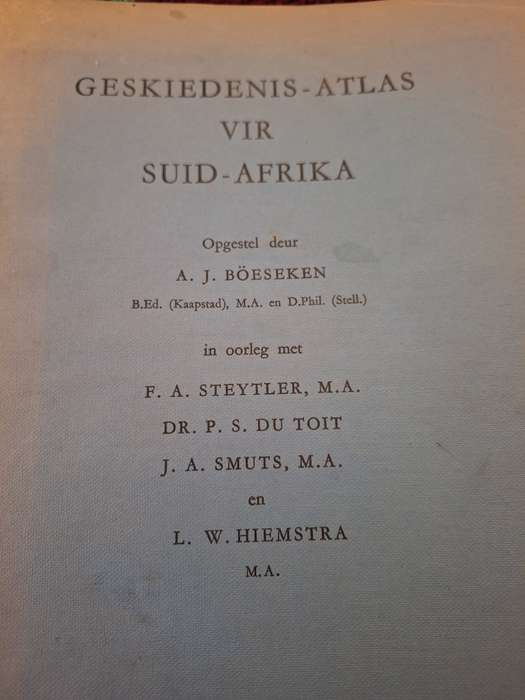 GESKIEDENIS-ATLAS
VIR
SUID-AFRIKA
Opgestel deur
A. J. BÖESEKEN
B.Ed. (Kaapstad), M.A. en D.Phil. (Stell.)
in oorleg met
F. A. STEYTLER, M.A.
DR. P. S. DU TOIT
J. A. SMUTS, M.A.
en
L. W. HIEMSTRA
M.A.